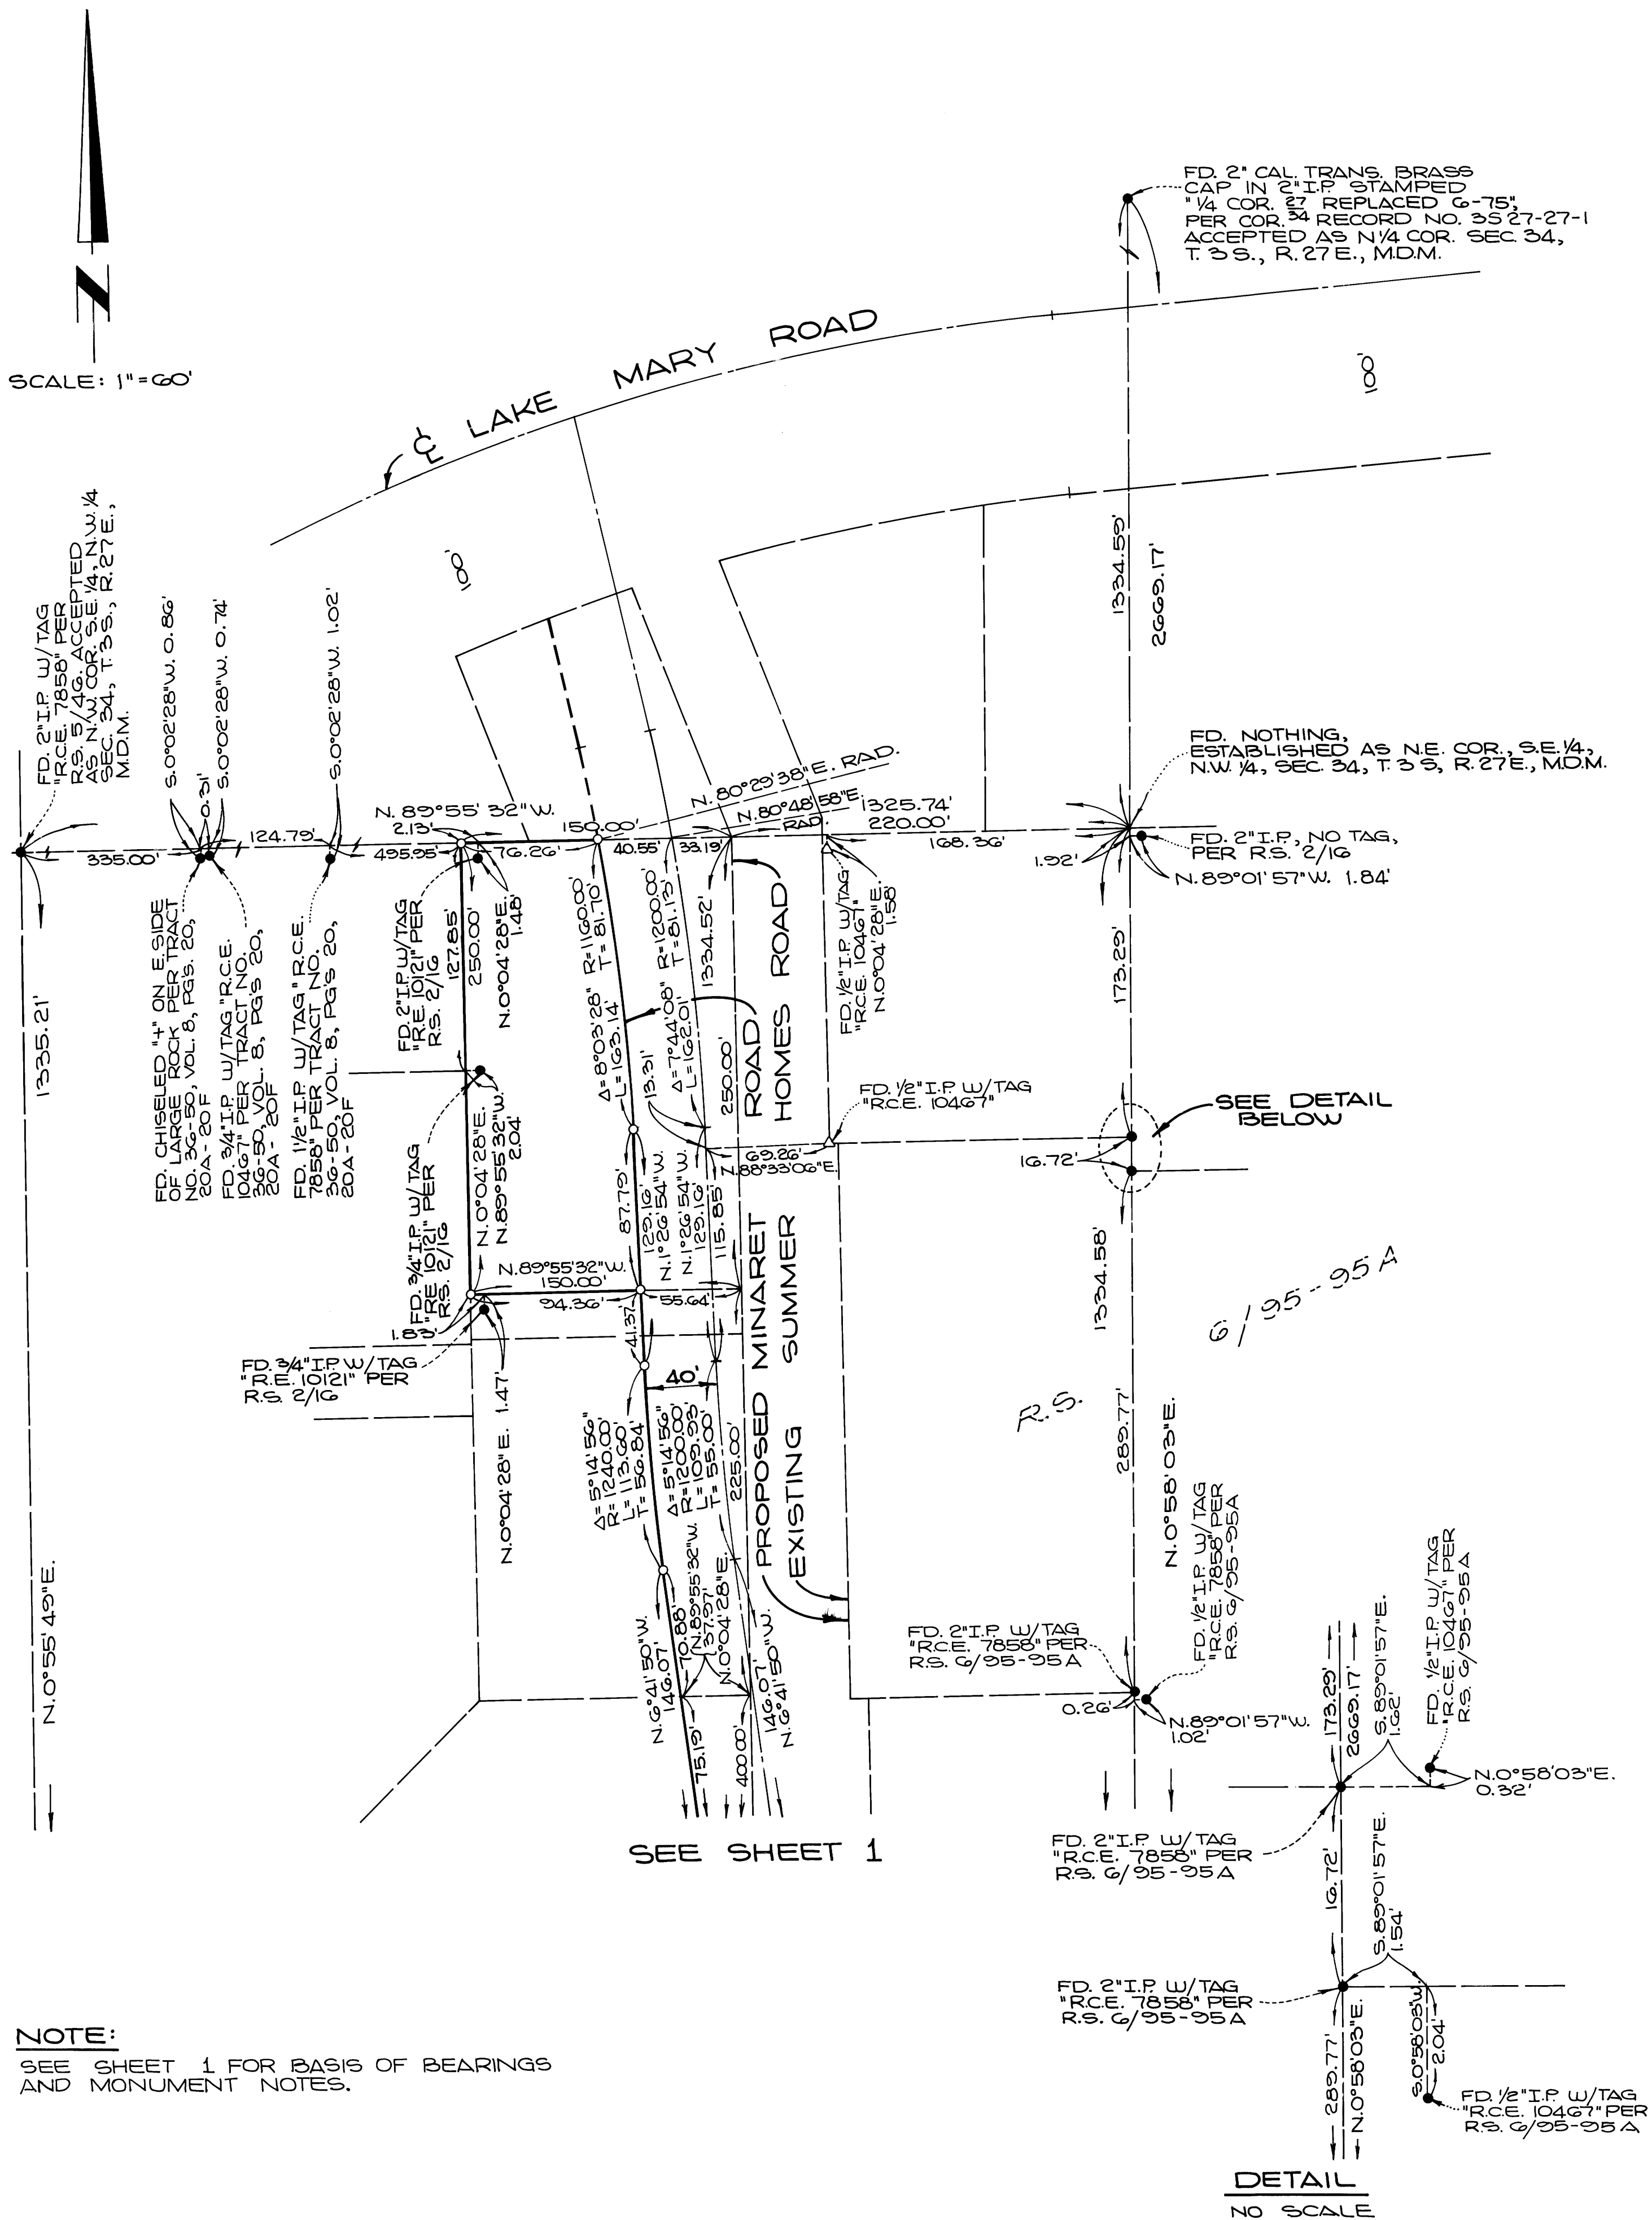 N
SCALE: 1"=60'
FD. 2" CAL. TRANS. BRASS
CAP IN 2" I.P. STAMPED
"1/4 COR. 27/34 REPLACED 6-75",
PER COR. RECORD NO. 3S27-27-1
ACCEPTED AS N 1/4 COR. SEC. 34,
T. 3 S., R. 27 E., M.D.M.
℄ LAKE MARY ROAD
100'
100'
1334.59'
2669.17'
FD. 2" I.P. W/TAG
"R.C.E. 7858" PER
R.S. 5/46. ACCEPTED
AS N.W. COR. S.E. 1/4, N.W. 1/4
SEC. 34, T. 3 S., R. 27 E.,
M.D.M.
S.0°02'28"W. 0.86'
0.31'
S.0°02'28"W. 0.74'
S.0°02'28"W. 1.02'
N. 89°55'32"W.
2.13'
150.00'
N. 80°29'38"E. RAD.
N. 80°48'58"E.
RAD.
1325.74'
220.00'
335.00'
124.79'
495.95'
76.26'
40.55'
33.19'
168.36'
FD. NOTHING,
ESTABLISHED AS N.E. COR., S.E. 1/4,
N.W. 1/4, SEC. 34, T. 3 S, R. 27 E., M.D.M.
FD. 2" I.P., NO TAG,
PER R.S. 2/16
1.92'
N. 89°01'57"W. 1.84'
FD. CHISELED "+" ON E. SIDE
OF LARGE ROCK PER TRACT
NO. 36-50, VOL. 8, PG'S. 20,
20A-20F
FD. 3/4" I.P. W/TAG "R.C.E.
10467" PER TRACT NO.
36-50, VOL. 8, PG'S 20,
20A-20F
FD. 1 1/2" I.P. W/TAG "R.C.E.
7858" PER TRACT NO.
36-50, VOL. 8, PG'S 20,
20A-20F
FD. 2" I.P. W/TAG
"R.E. 10121" PER
R.S. 2/16
127.85'
250.00'
N.0°04'28"E.
1.48'
Δ=8°03'28" R=1160.00'
L=163.14' T=81.70'
Δ=7°44'08" R=1200.00'
L=162.01' T=81.13'
13.31'
1334.52'
250.00'
FD. 1/2" I.P. W/TAG
"R.C.E. 10467"
N.0°04'28"E.
1.58'
173.29'
1335.21'
FD. 1/2" I.P. W/TAG
"R.C.E. 10467"
69.26'
N.88°33'06"E.
16.72'
SEE DETAIL
BELOW
FD. 3/4" I.P. W/TAG
"RE 10121" PER
R.S. 2/16
N.0°04'28"E.
N.89°55'32"W.
2.04'
87.79'
129.16'
N.1°26'54"W.
N.1°26'54"W.
129.16'
115.85'
N.89°55'32"W.
150.00'
94.36'
55.64'
1.83'
FD. 3/4" I.P. W/TAG
"R.E. 10121" PER
R.S. 2/16
N.0°04'28"E. 1.47'
41.37'
40'
1334.58'
R.S. 6/95-95A
Δ=5°14'56"
R=1240.00'
L=113.60'
T=56.84'
Δ=5°14'56"
R=1200.00'
L=109.93'
T=55.00'
225.00'
PROPOSED MINARET ROAD
EXISTING SUMMER HOMES ROAD
289.77'
N.0°58'03"E.
N.0°55'49"E.
N.6°41'50"W.
146.07'
70.88'
N.89°55'32"W.
37.97'
N.0°04'28"E.
146.07'
N.6°41'50"W.
75.19'
400.00'
FD. 2" I.P. W/TAG
"R.C.E. 7858" PER
R.S. 6/95-95A
FD. 1/2" I.P. W/TAG
"R.C.E. 7858" PER
R.S. 6/95-95A
0.26'
N.89°01'57"W.
1.02'
SEE SHEET 1
173.29'
2669.17'
S.89°01'57"E.
1.62'
FD. 1/2" I.P. W/TAG
"R.C.E. 10467" PER
R.S. 6/95-95A
N.0°58'03"E.
0.32'
FD. 2" I.P. W/TAG
"R.C.E. 7858" PER
R.S. 6/95-95A
16.72'
S.89°01'57"E.
1.54'
FD. 2" I.P. W/TAG
"R.C.E. 7858" PER
R.S. 6/95-95A
289.77'
N.0°58'03"E.
S.0°58'03"W.
2.04'
FD. 1/2" I.P. W/TAG
"R.C.E. 10467" PER
R.S. 6/95-95A
DETAIL
NO SCALE
NOTE:
SEE SHEET 1 FOR BASIS OF BEARINGS
AND MONUMENT NOTES.